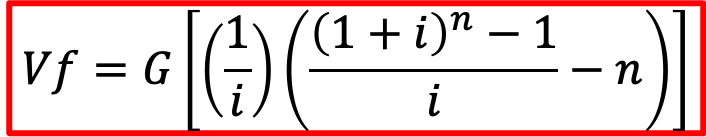 Vf = G [(1/i) (((1 + i)^n − 1)/i − n)]